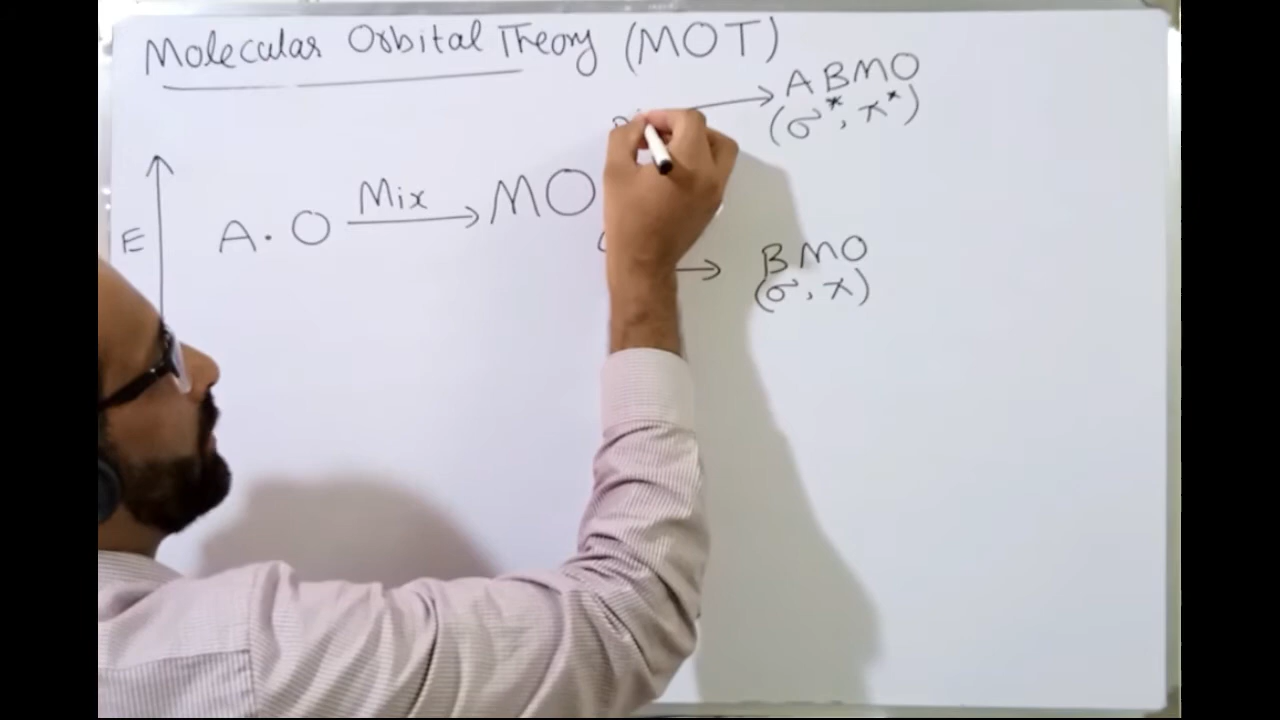 Molecular Orbital Theory (MOT)
ABMO
(σ*, π*)
E
A.O
Mix
MO
BMO
(σ, π)